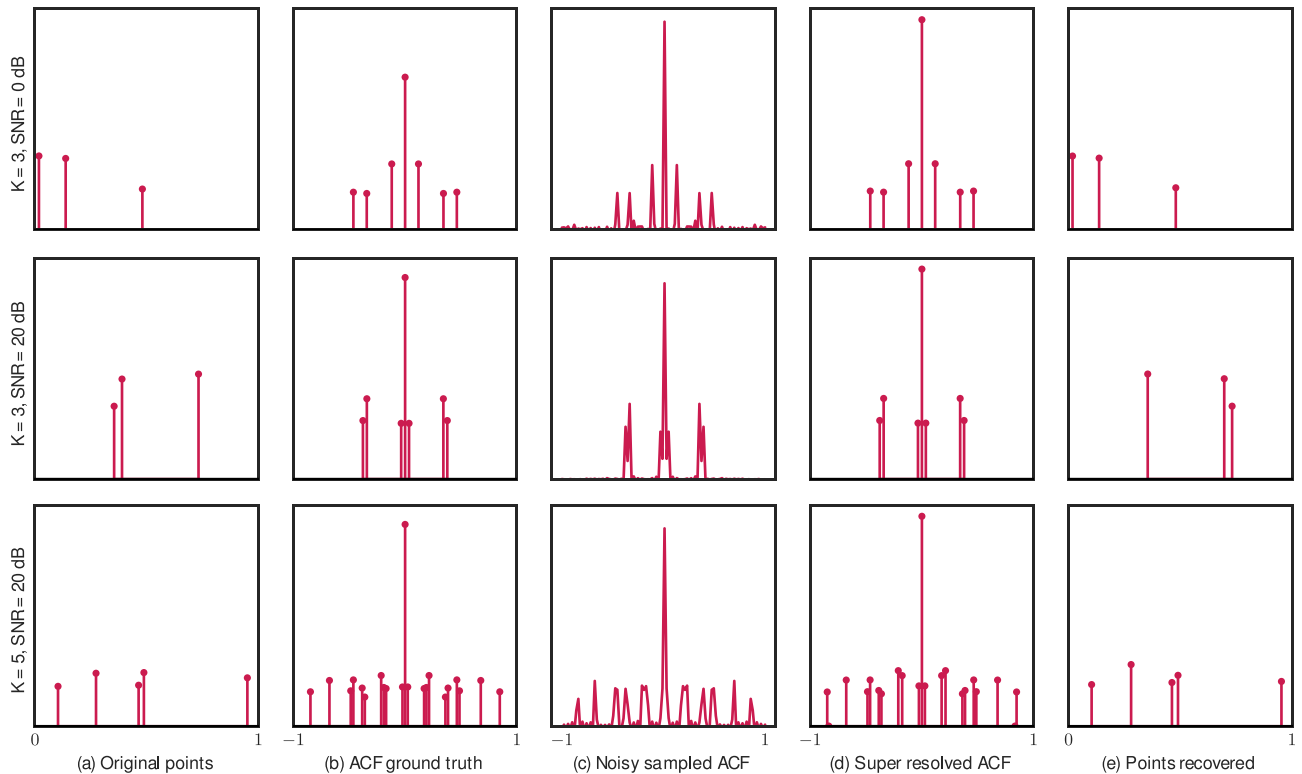 K = 3, SNR = 0 dB
K = 3, SNR = 20 dB
K = 5, SNR = 20 dB
0 1 −1 1 −1 1 −1 1 0 1
(a) Original points (b) ACF ground truth (c) Noisy sampled ACF (d) Super resolved ACF (e) Points recovered